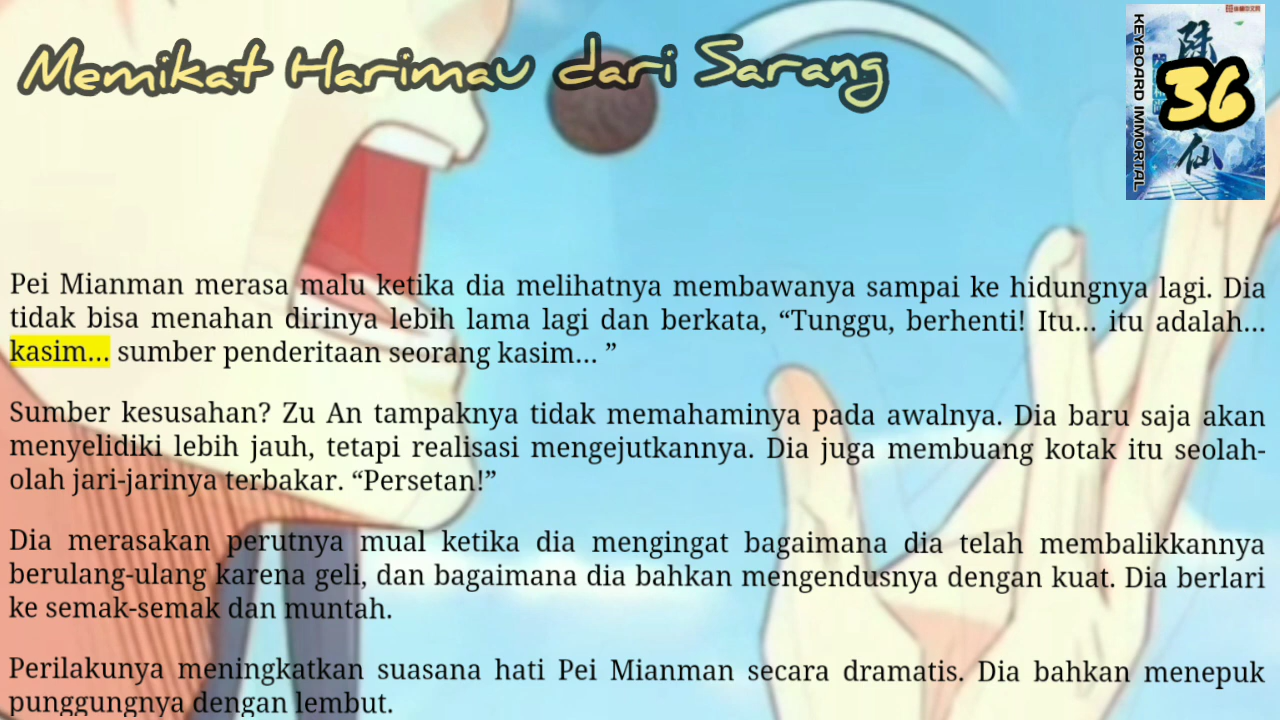 Memikat Harimau dari Sarang
36
KEYBOARD IMMORTAL
仙
Pei Mianman merasa malu ketika dia melihatnya membawanya sampai ke hidungnya lagi. Dia
tidak bisa menahan dirinya lebih lama lagi dan berkata, “Tunggu, berhenti! Itu… itu adalah…
kasim… sumber penderitaan seorang kasim… ”
Sumber kesusahan? Zu An tampaknya tidak memahaminya pada awalnya. Dia baru saja akan
menyelidiki lebih jauh, tetapi realisasi mengejutkannya. Dia juga membuang kotak itu seolah-
olah jari-jarinya terbakar. “Persetan!”
Dia merasakan perutnya mual ketika dia mengingat bagaimana dia telah membalikkannya
berulang-ulang karena geli, dan bagaimana dia bahkan mengendusnya dengan kuat. Dia berlari
ke semak-semak dan muntah.
Perilakunya meningkatkan suasana hati Pei Mianman secara dramatis. Dia bahkan menepuk
punggungnya dengan lembut.